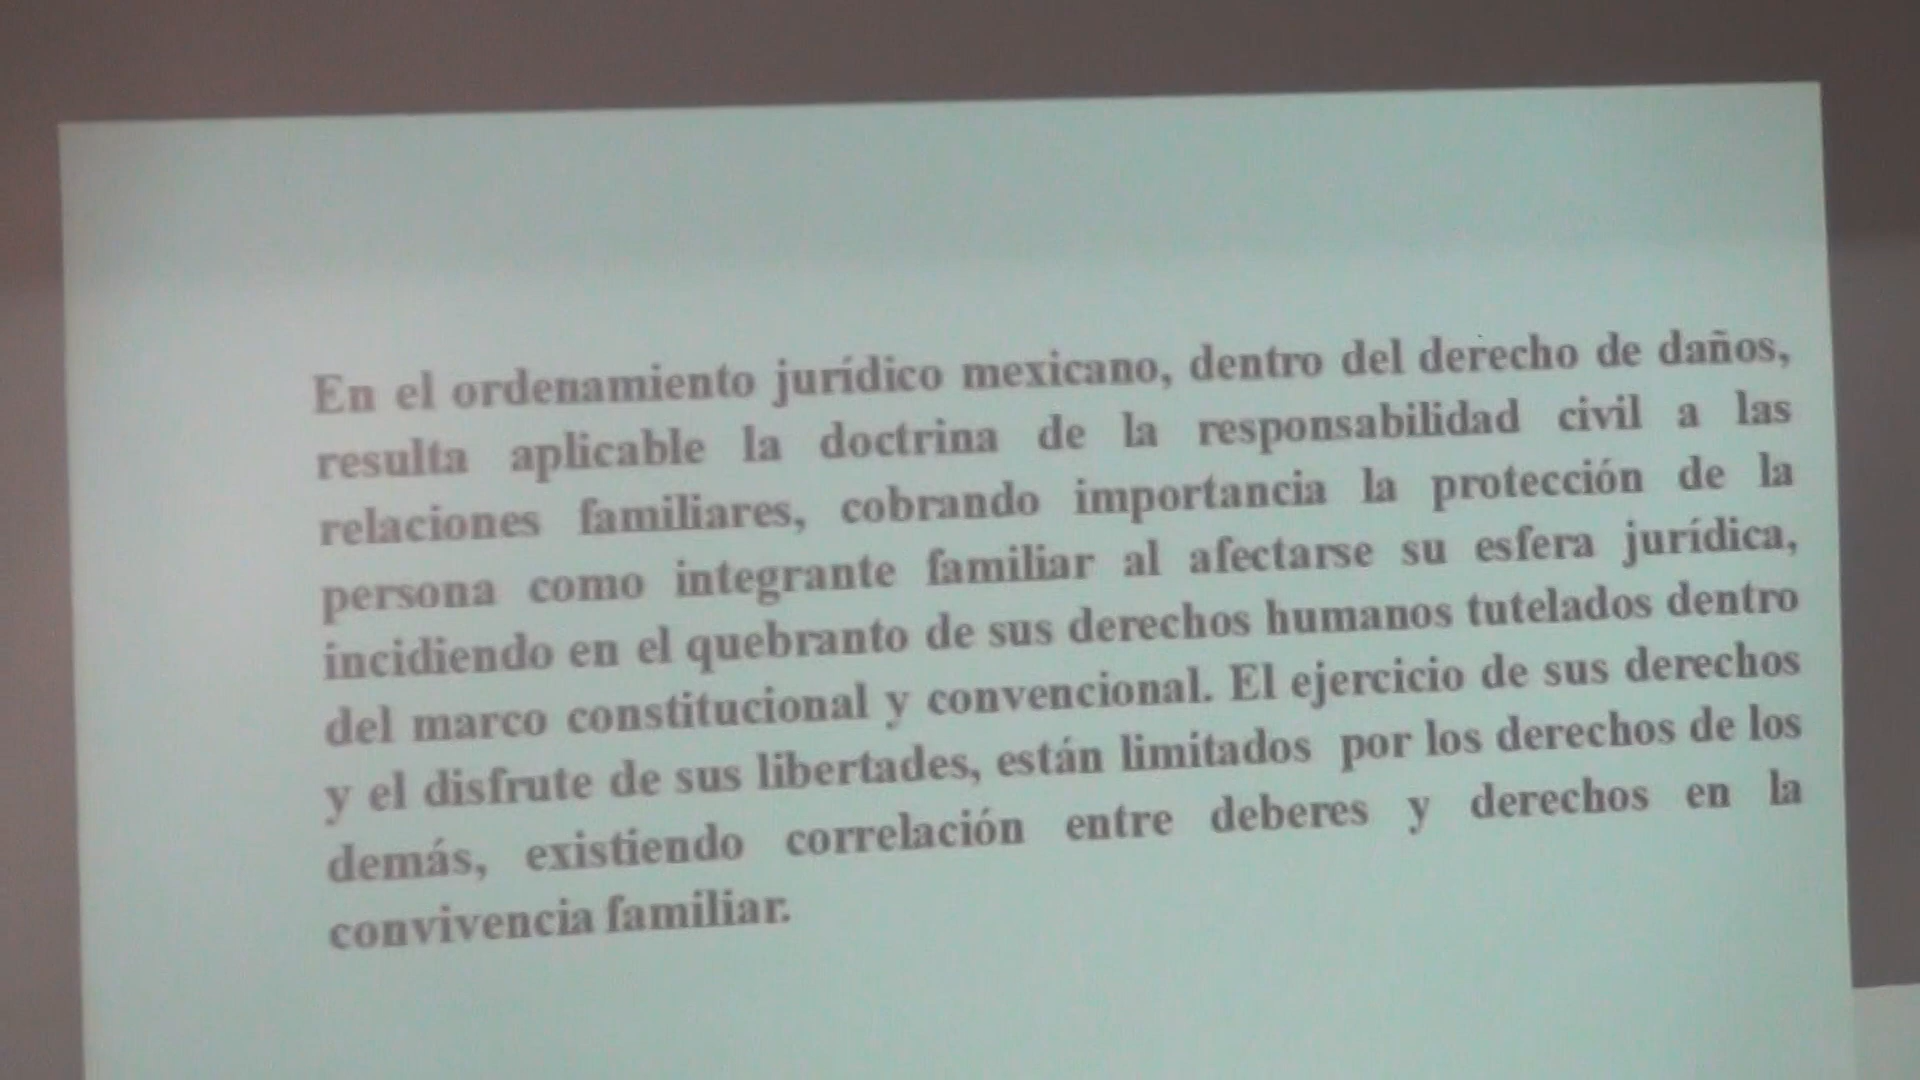 En el ordenamiento jurídico mexicano, dentro del derecho de daños,
resulta aplicable la doctrina de la responsabilidad civil a las
relaciones familiares, cobrando importancia la protección de la
persona como integrante familiar al afectarse su esfera jurídica,
incidiendo en el quebranto de sus derechos humanos tutelados dentro
del marco constitucional y convencional. El ejercicio de sus derechos
y el disfrute de sus libertades, están limitados por los derechos de los
demás, existiendo correlación entre deberes y derechos en la
convivencia familiar.